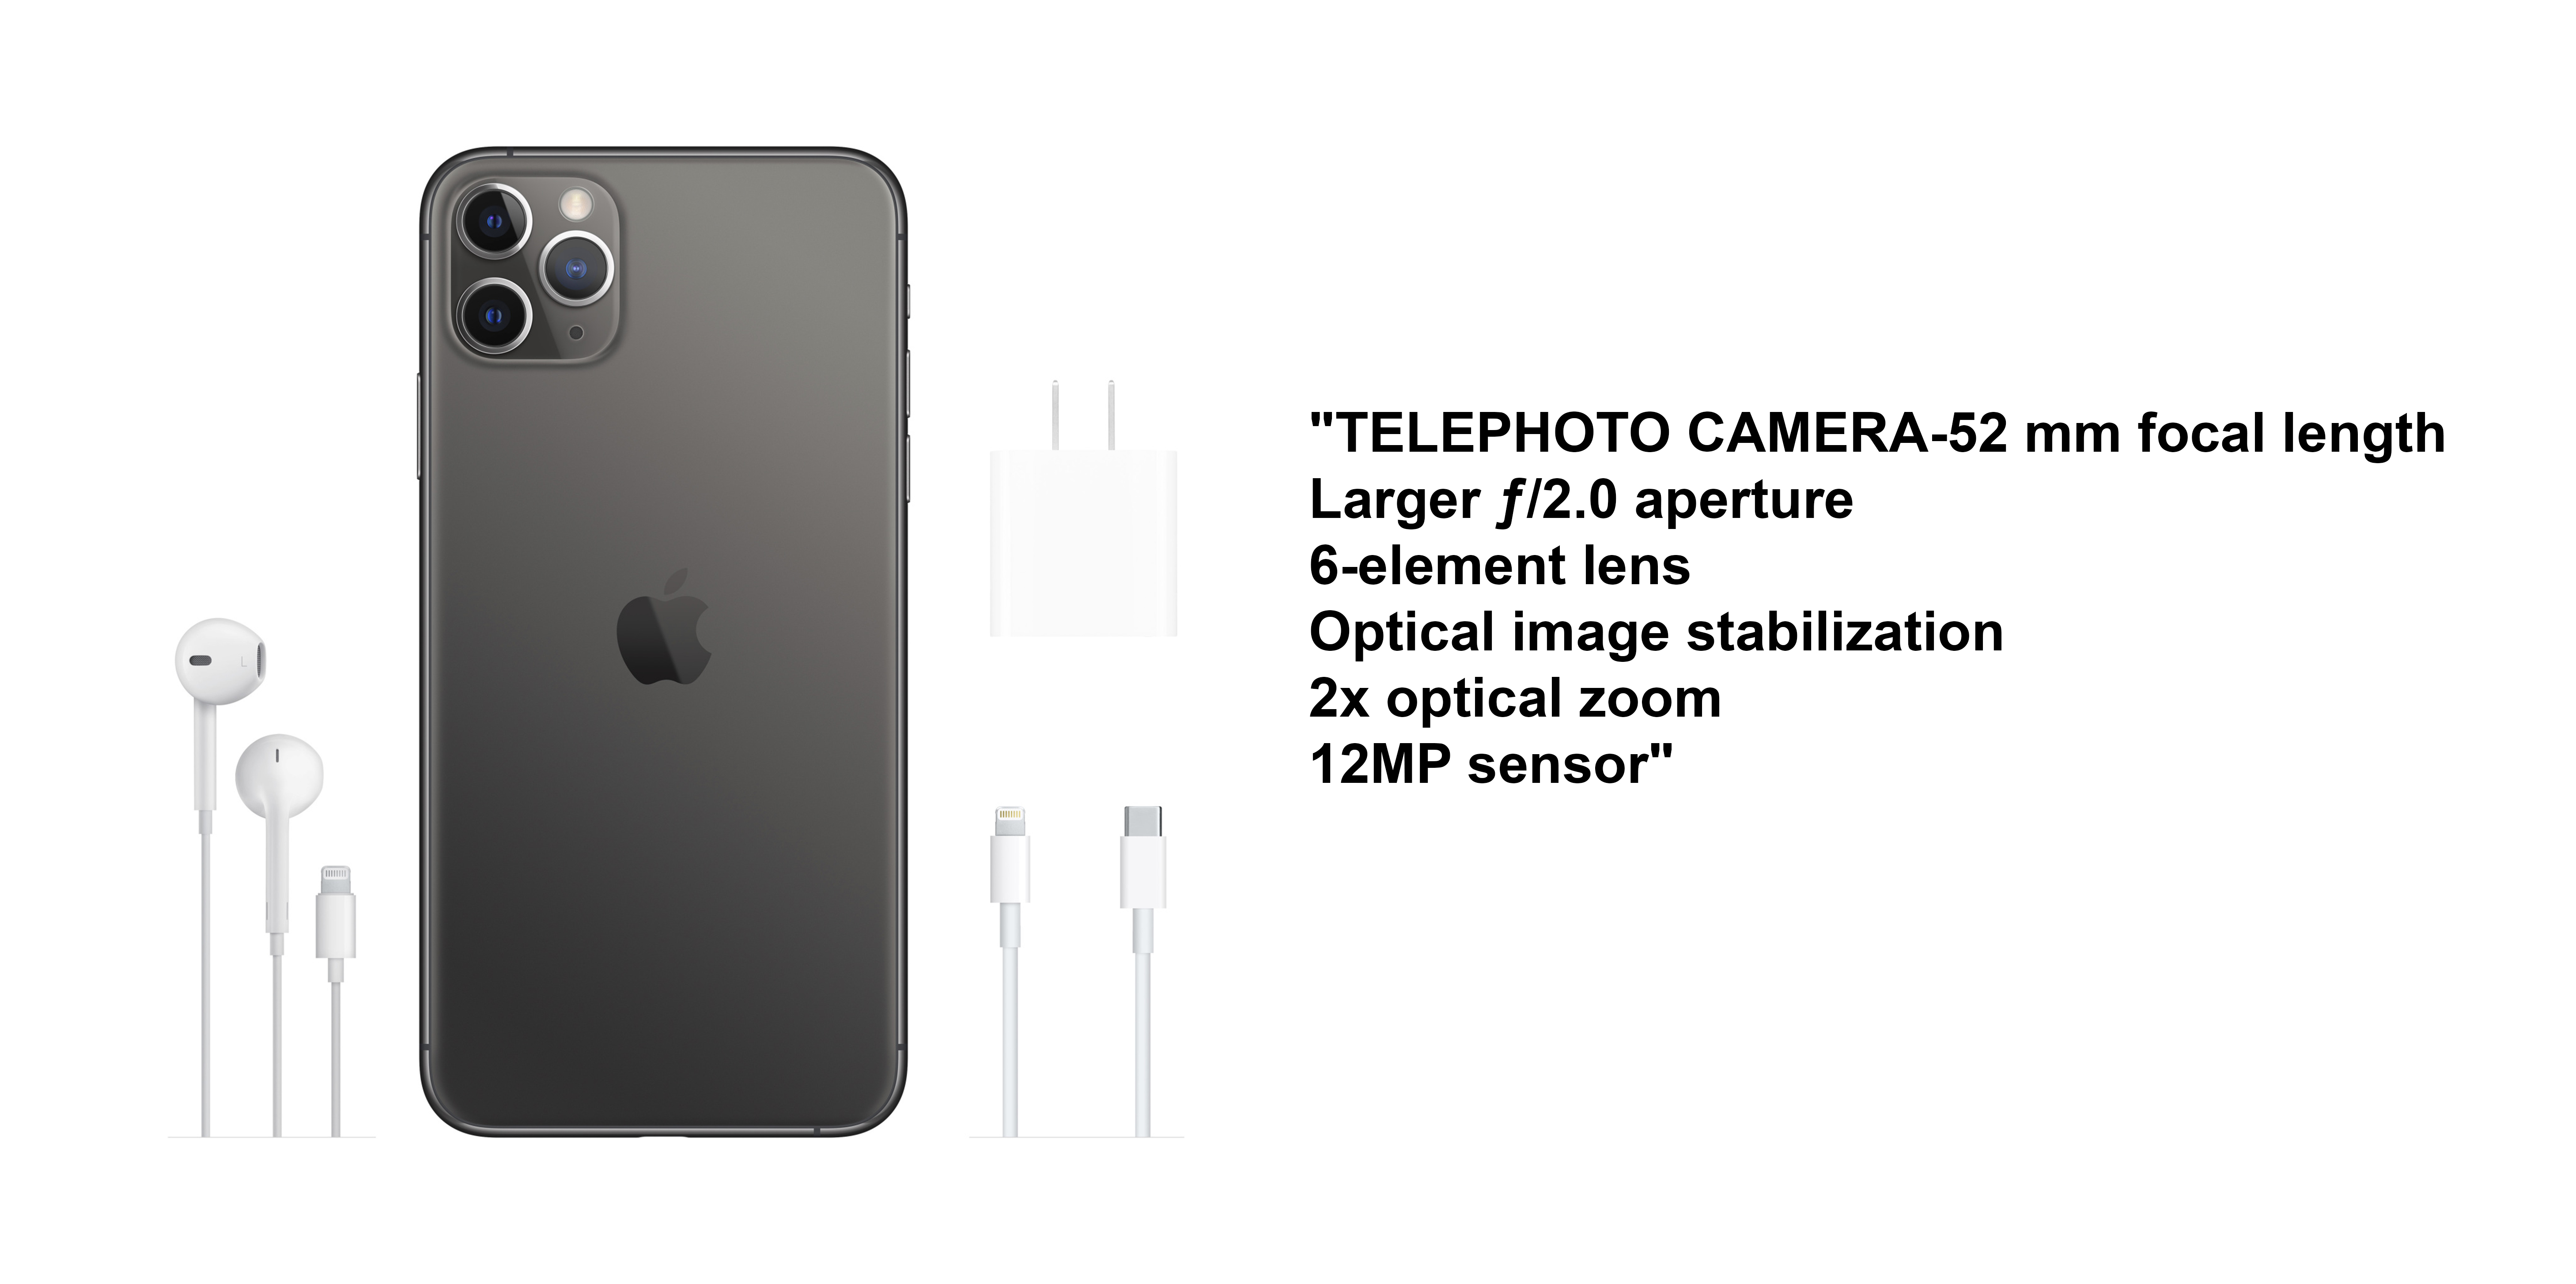 L
"TELEPHOTO CAMERA-52 mm focal length
Larger ƒ/2.0 aperture
6-element lens
Optical image stabilization
2x optical zoom
12MP sensor"